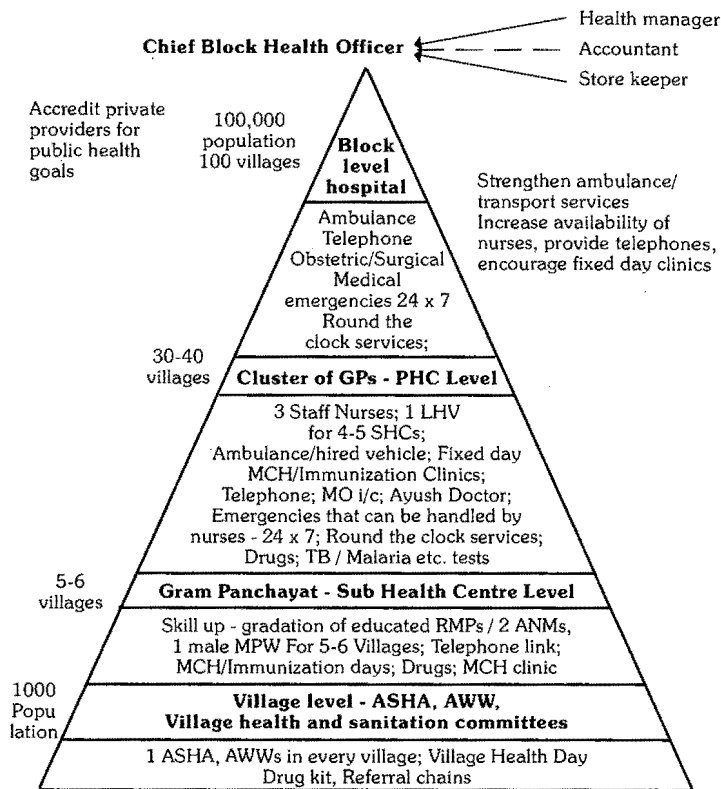 Chief Block Health Officer
Health manager
Accountant
Store keeper
Accredit private
providers for
public health
goals
100,000
population
100 villages
Block
level
hospital
Strengthen ambulance/
transport services
Increase availability of
nurses, provide telephones,
encourage fixed day clinics
Ambulance
Telephone
Obstetric/Surgical
Medical
emergencies 24 x 7
Round the
clock services;
30-40
villages
Cluster of GPs - PHC Level
3 Staff Nurses; 1 LHV
for 4-5 SHCs;
Ambulance/hired vehicle; Fixed day
MCH/Immunization Clinics;
Telephone; MO i/c; Ayush Doctor;
Emergencies that can be handled by
nurses - 24 x 7; Round the clock services;
Drugs; TB / Malaria etc. tests
5-6
villages
Gram Panchayat - Sub Health Centre Level
Skill up - gradation of educated RMPs / 2 ANMs,
1 male MPW For 5-6 Villages; Telephone link;
MCH/Immunization days; Drugs; MCH clinic
1000
Popu
lation
Village level - ASHA, AWW,
Village health and sanitation committees
1 ASHA, AWWs in every village; Village Health Day
Drug kit, Referral chains